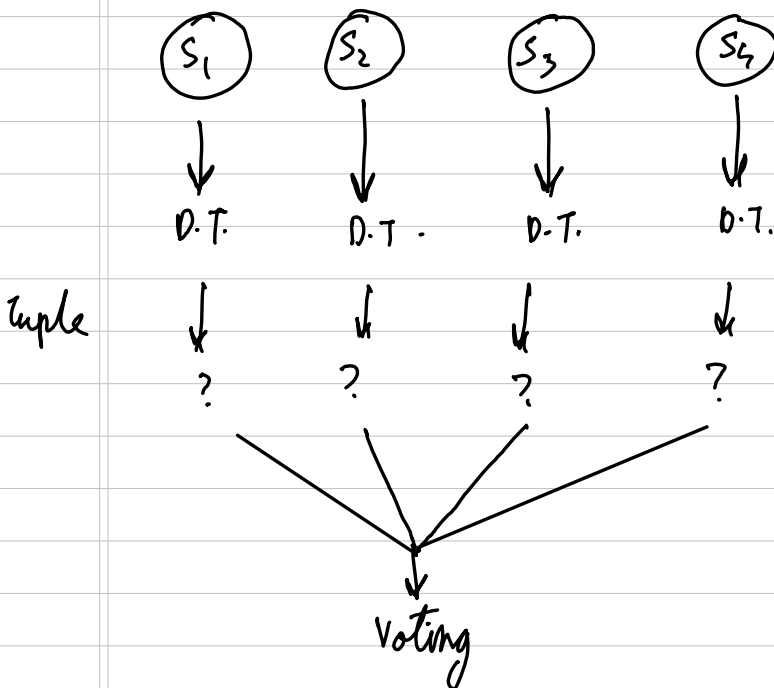 S1 S2 S3 S4
D.T. D.T. D.T. D.T.
Tuple
? ? ? ?
Voting